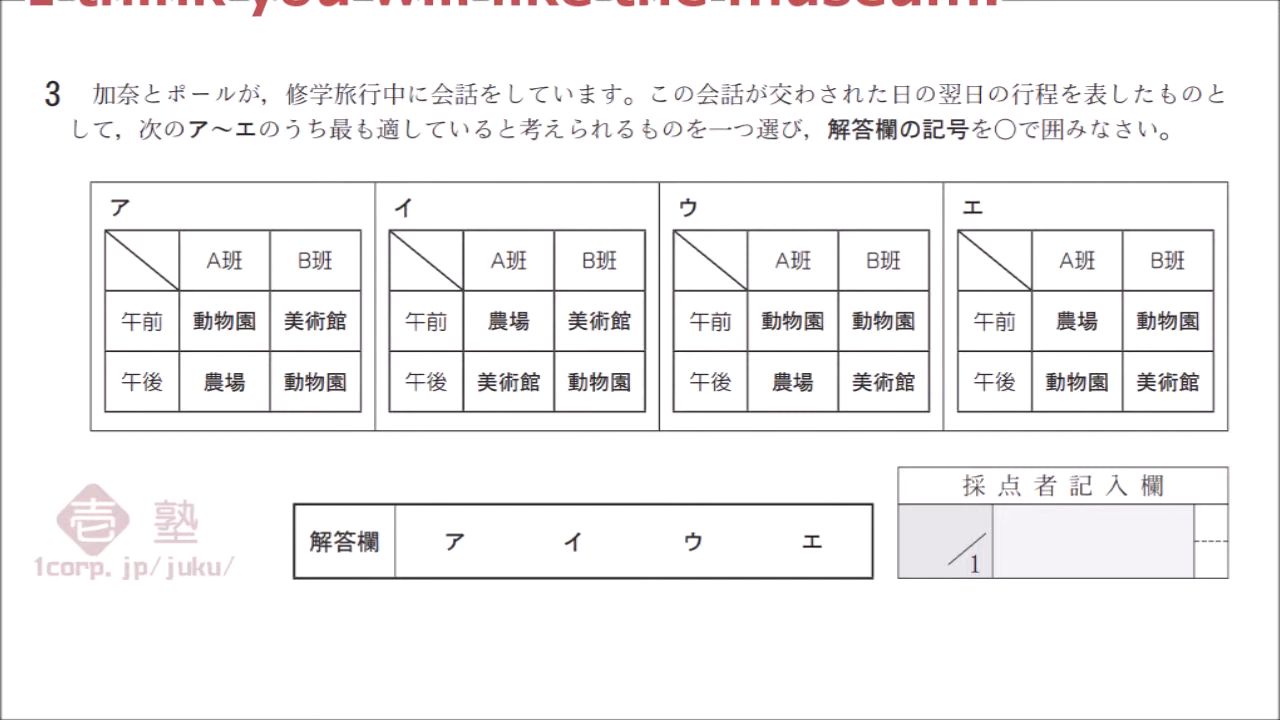 I think you will like the museum.
3 加奈とポールが，修学旅行中に会話をしています。この会話が交わされた日の翌日の行程を表したものと
して，次のア～エのうち最も適していると考えられるものを一つ選び，解答欄の記号を○で囲みなさい。
ア
A班 B班
午前 動物園 美術館
午後 農場 動物園
イ
A班 B班
午前 農場 美術館
午後 美術館 動物園
ウ
A班 B班
午前 動物園 動物園
午後 農場 美術館
エ
A班 B班
午前 農場 動物園
午後 動物園 美術館
壱 塾
1corp.jp/juku/
解答欄 ア イ ウ エ
採点者記入欄
／1